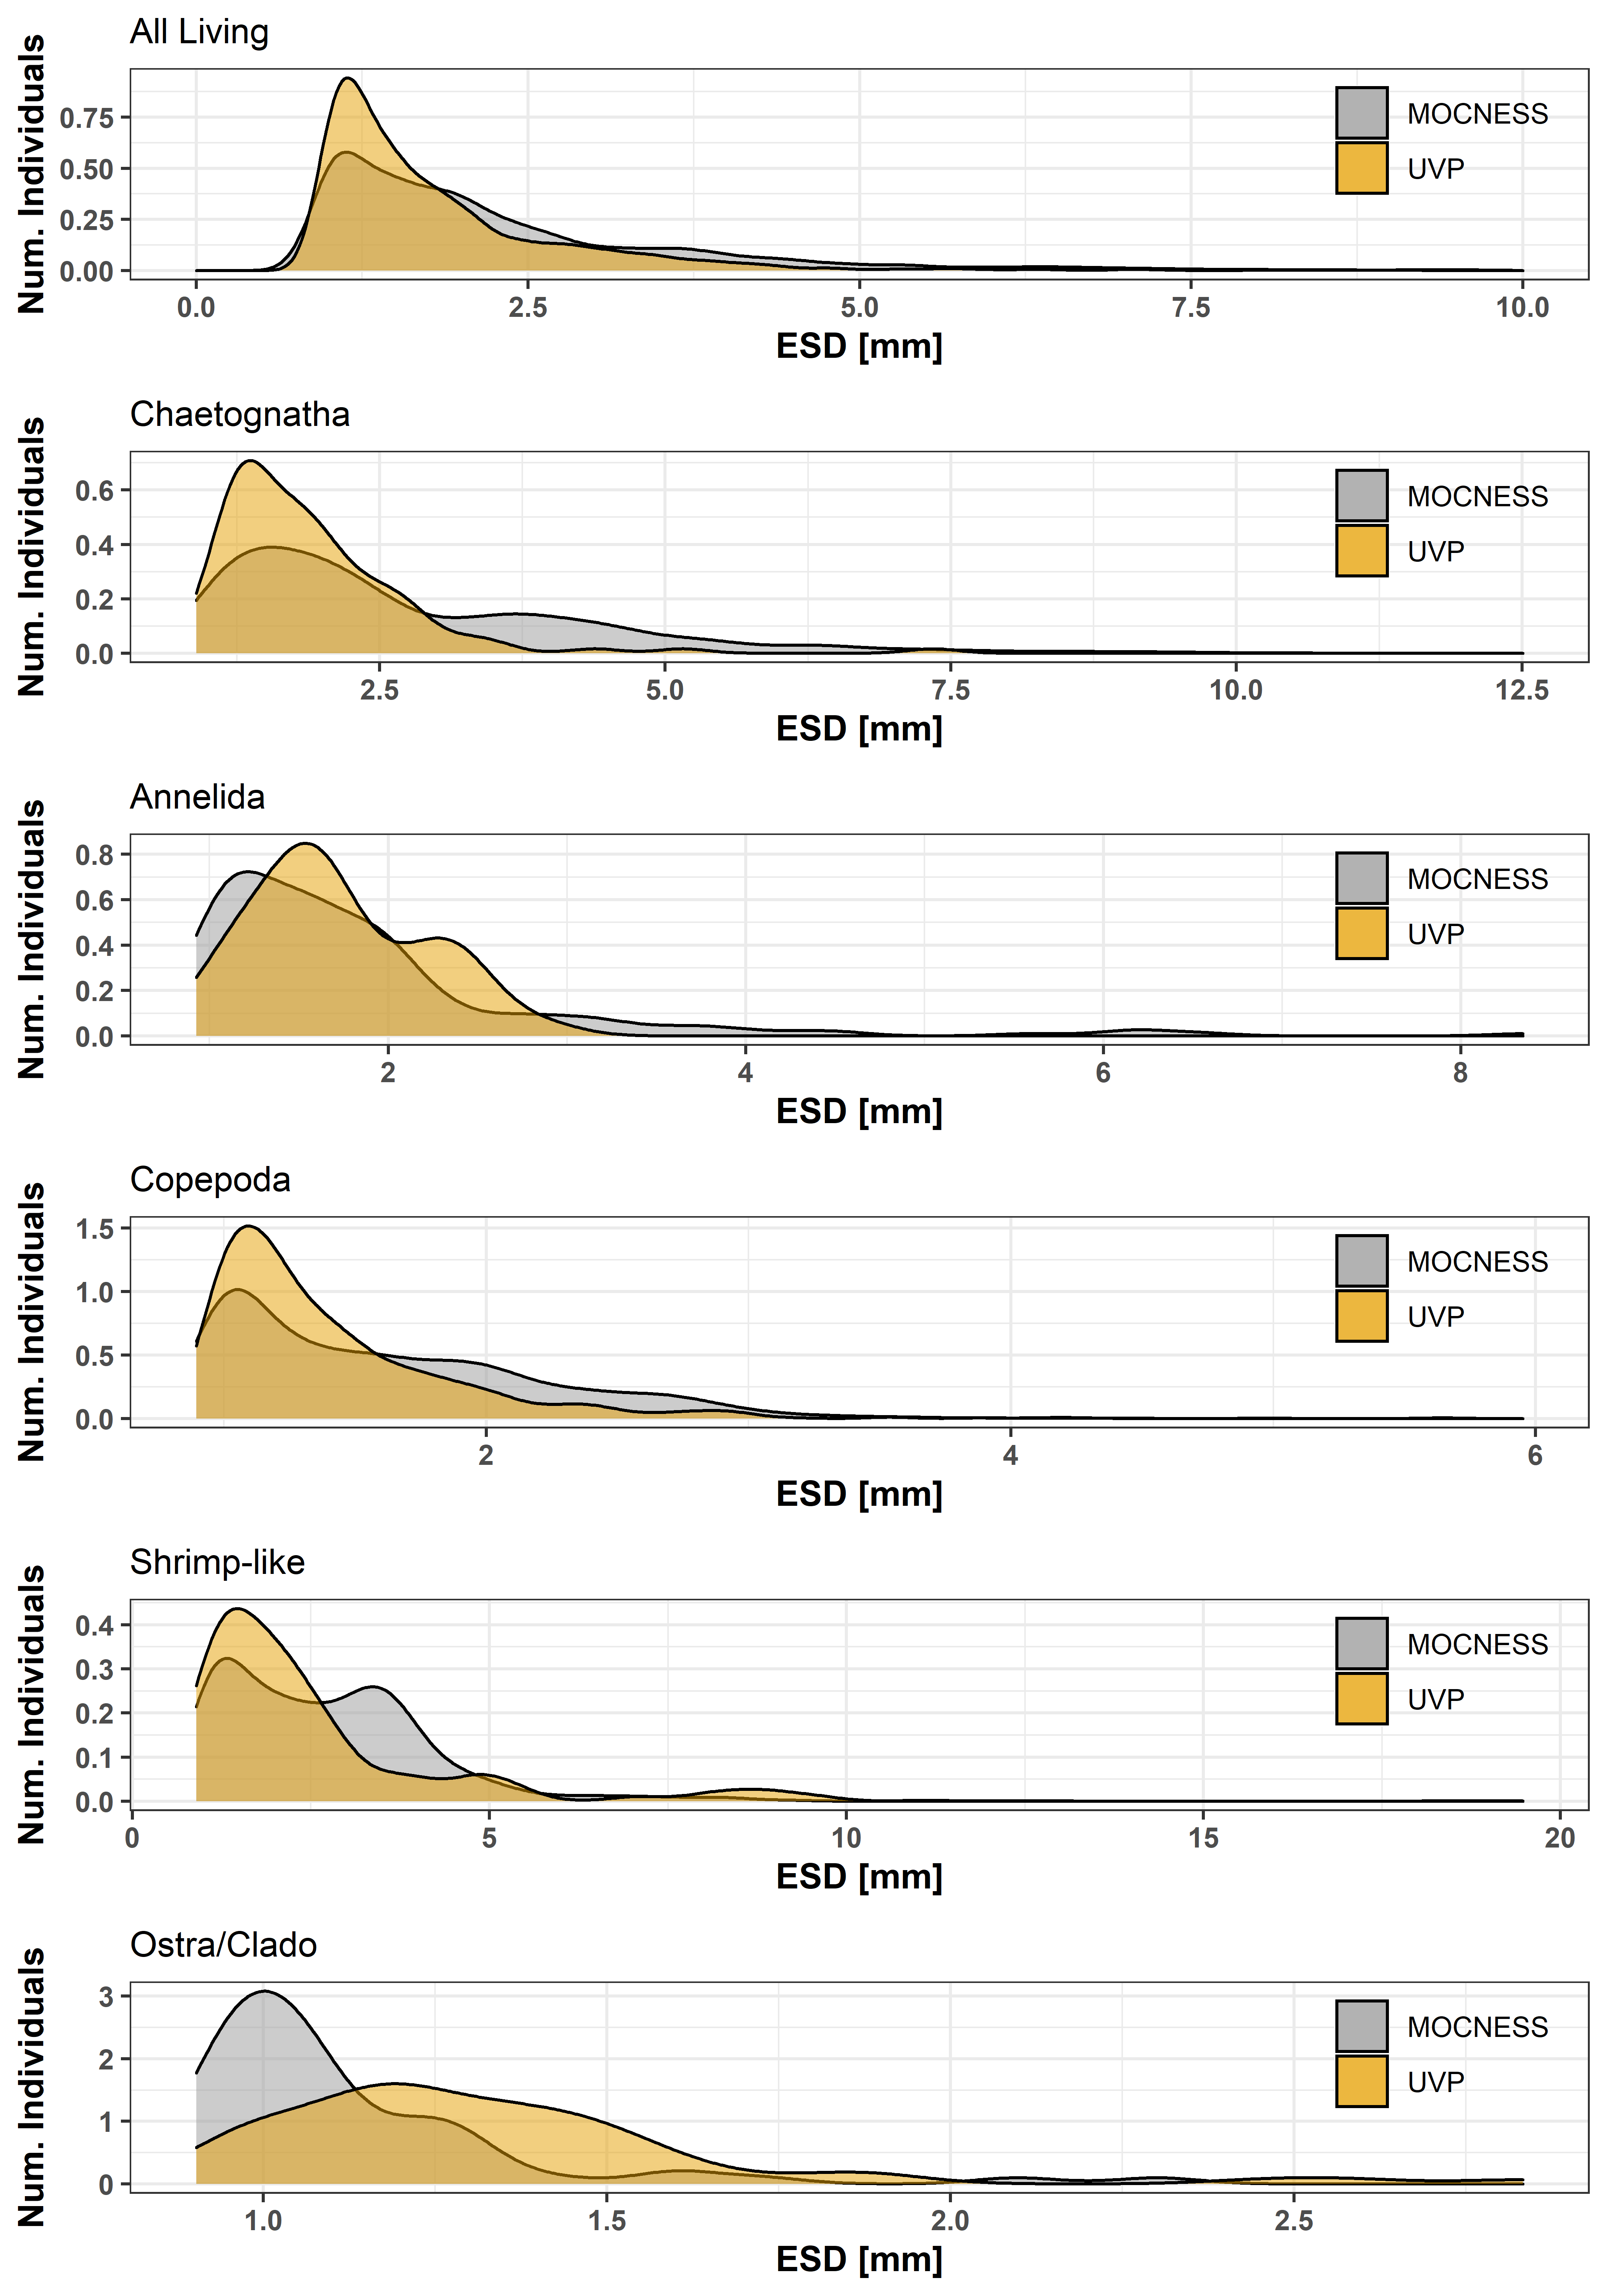 All Living
Num. Individuals
0.75
0.50
0.25
0.00
MOCNESS
UVP
0.0 2.5 5.0 7.5 10.0
ESD [mm]
Chaetognatha
Num. Individuals
0.6
0.4
0.2
0.0
MOCNESS
UVP
2.5 5.0 7.5 10.0 12.5
ESD [mm]
Annelida
Num. Individuals
0.8
0.6
0.4
0.2
0.0
MOCNESS
UVP
2 4 6 8
ESD [mm]
Copepoda
Num. Individuals
1.5
1.0
0.5
0.0
MOCNESS
UVP
2 4 6
ESD [mm]
Shrimp-like
Num. Individuals
0.4
0.3
0.2
0.1
0.0
MOCNESS
UVP
0 5 10 15 20
ESD [mm]
Ostra/Clado
Num. Individuals
3
2
1
0
MOCNESS
UVP
1.0 1.5 2.0 2.5
ESD [mm]